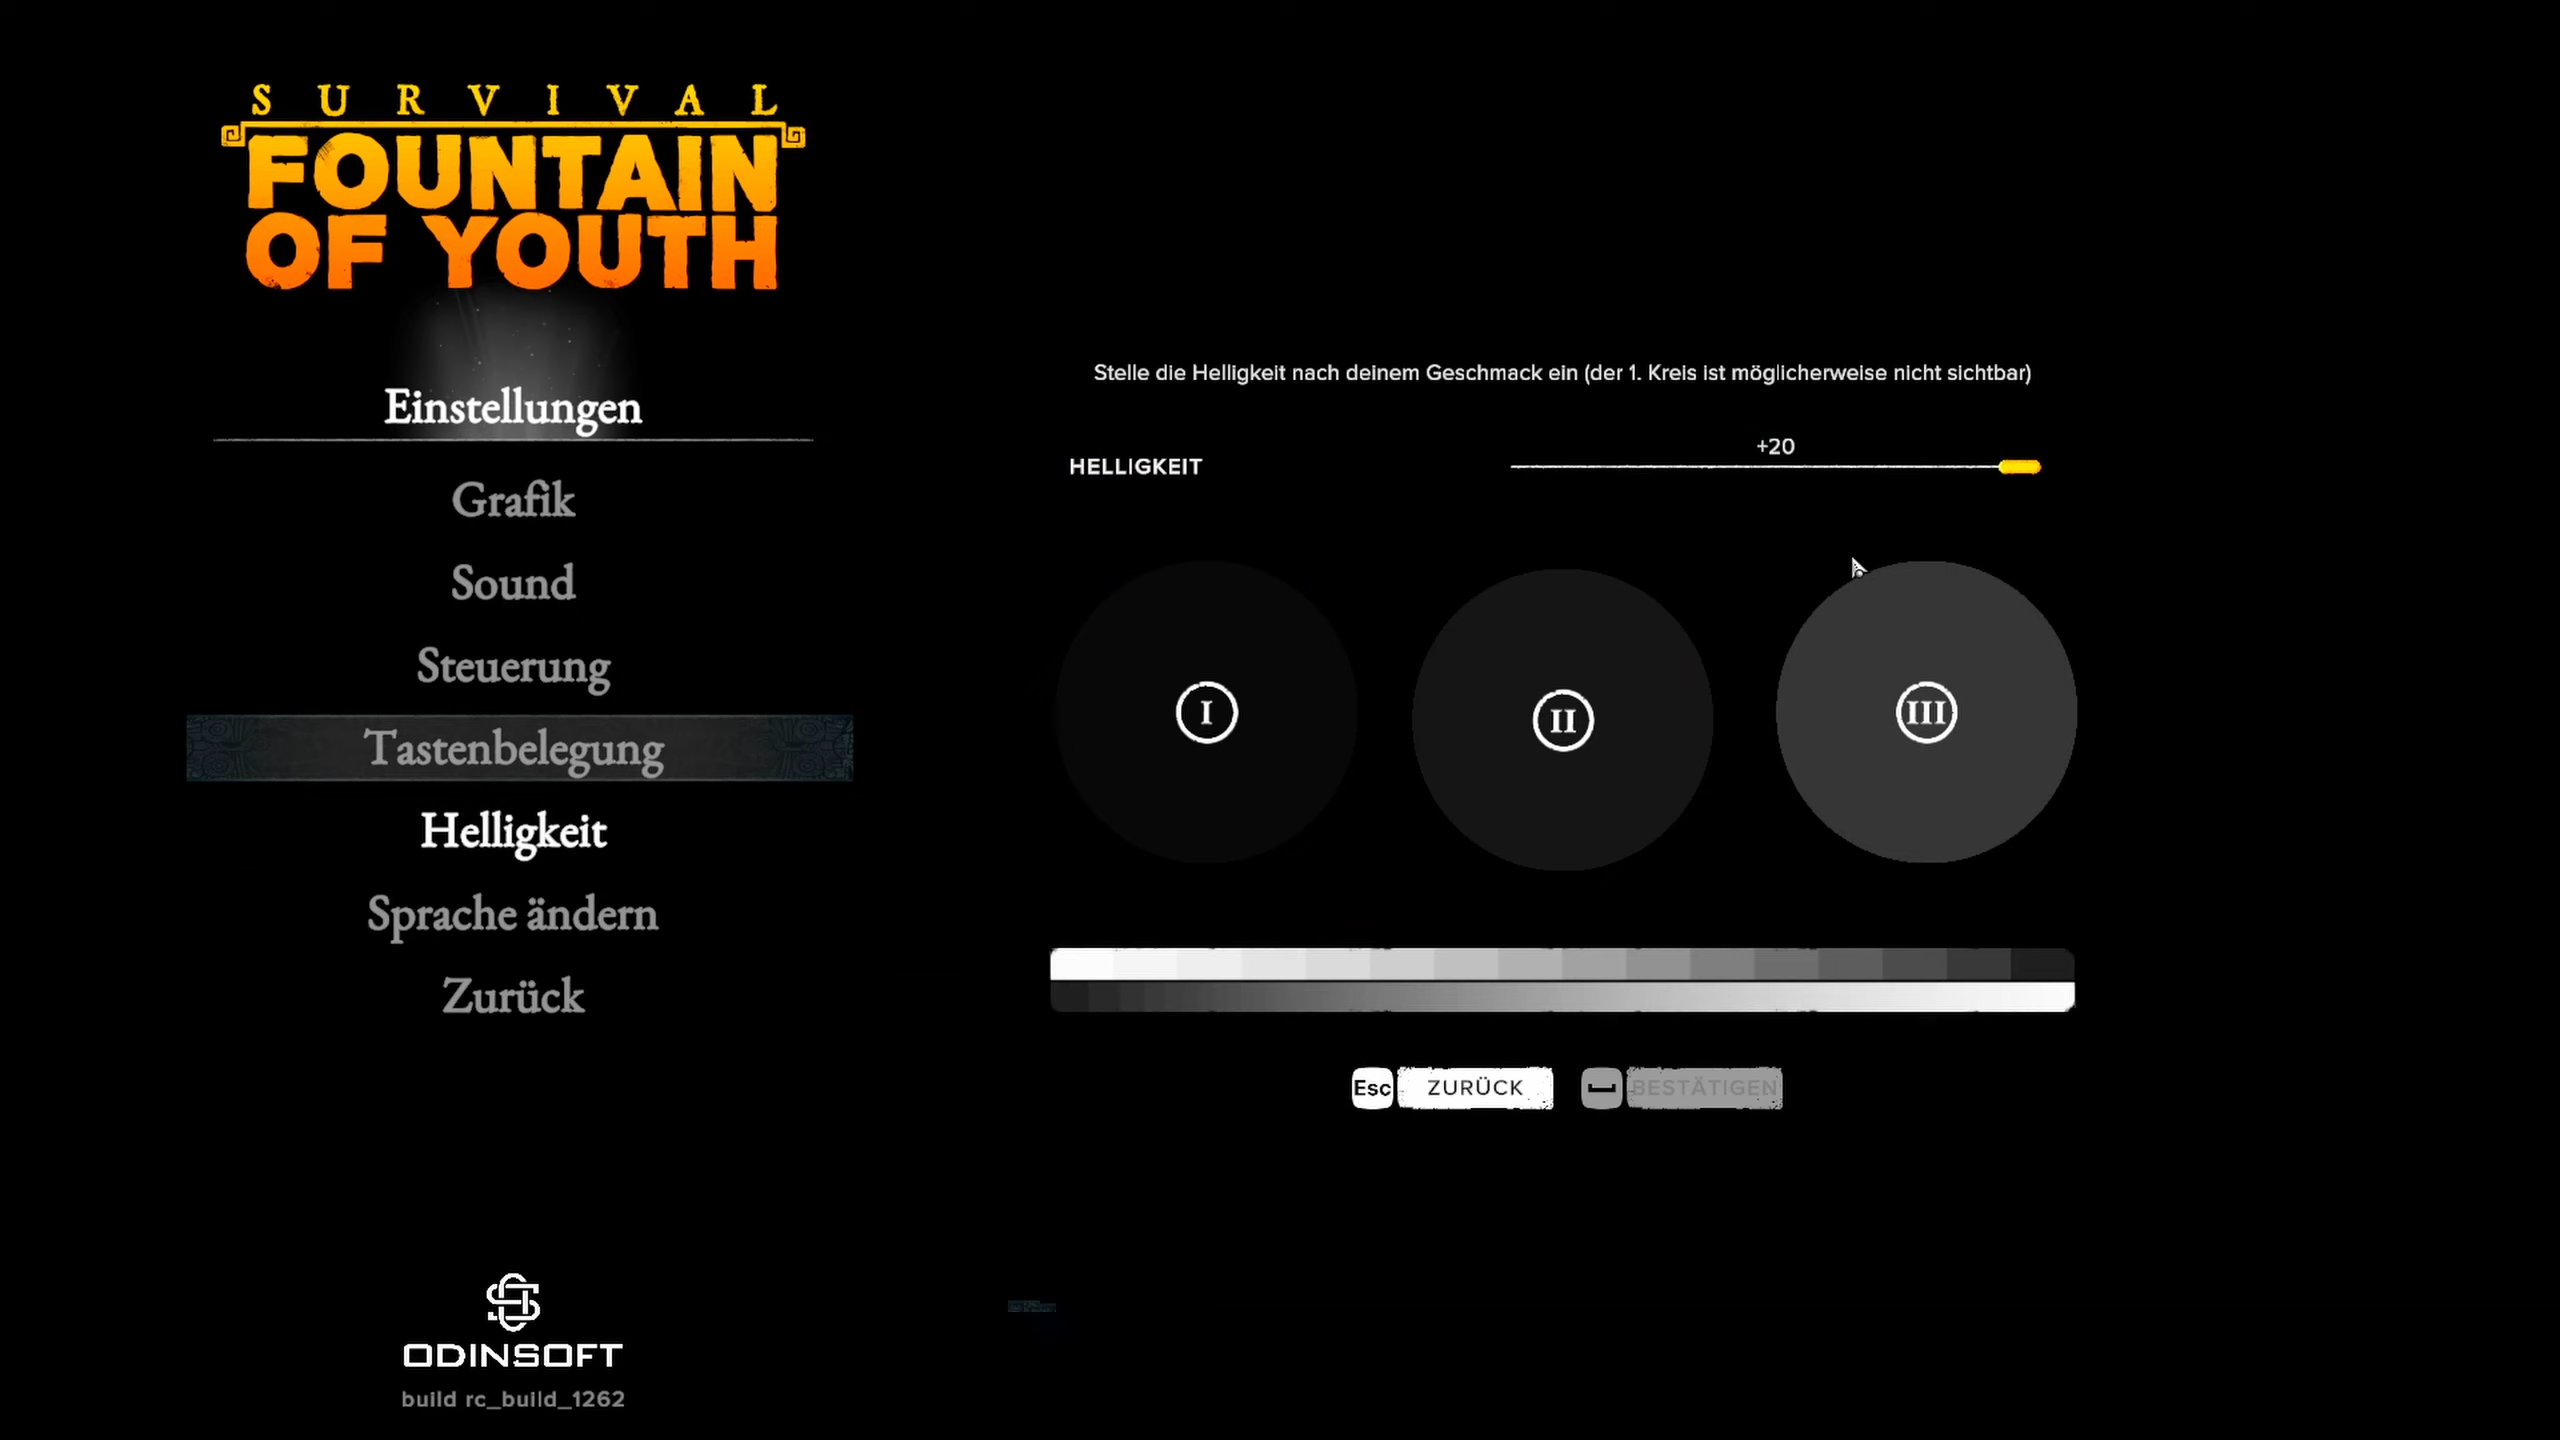 SURVIVAL
FOUNTAIN
OF YOUTH
Einstellungen
Grafik
Sound
Steuerung
Tastenbelegung
Helligkeit
Sprache ändern
Zurück
ODINSOFT
build rc_build_1262
Stelle die Helligkeit nach deinem Geschmack ein (der 1. Kreis ist möglicherweise nicht sichtbar)
HELLIGKEIT
+20
I
II
III
Esc ZURÜCK
BESTÄTIGEN